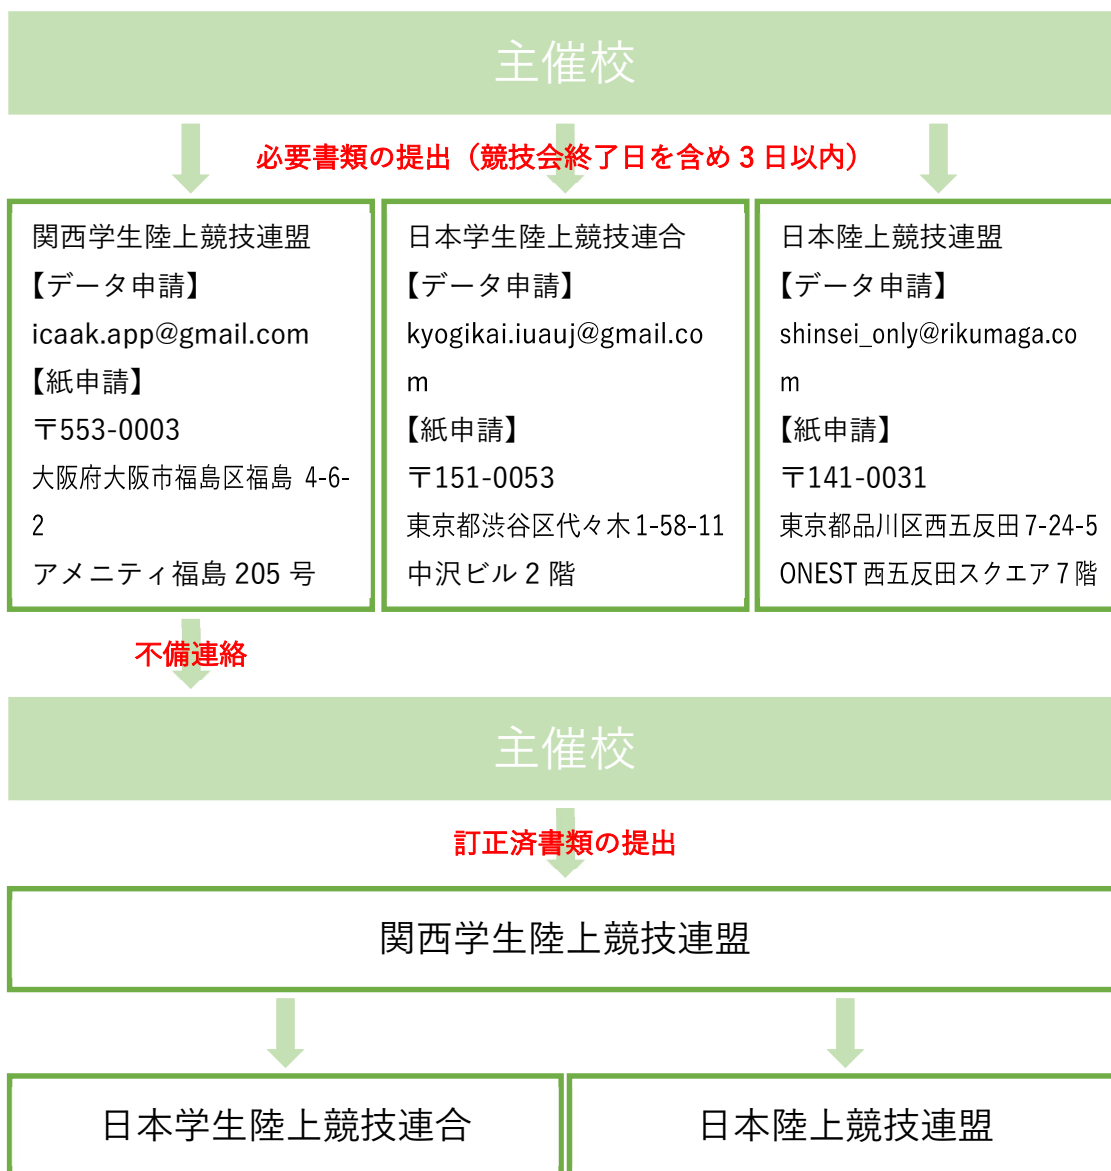 主催校
必要書類の提出（競技会終了日を含め 3 日以内）
関西学生陸上競技連盟
【データ申請】
icaak.app@gmail.com
【紙申請】
〒553-0003
大阪府大阪市福島区福島 4-6-
2
アメニティ福島 205 号
日本学生陸上競技連合
【データ申請】
kyogikai.iuauj@gmail.co
m
【紙申請】
〒151-0053
東京都渋谷区代々木 1-58-11
中沢ビル 2 階
日本陸上競技連盟
【データ申請】
shinsei_only@rikumaga.co
m
【紙申請】
〒141-0031
東京都品川区西五反田 7-24-5
ONEST 西五反田スクエア 7 階
不備連絡
主催校
訂正済書類の提出
関西学生陸上競技連盟
日本学生陸上競技連合
日本陸上競技連盟